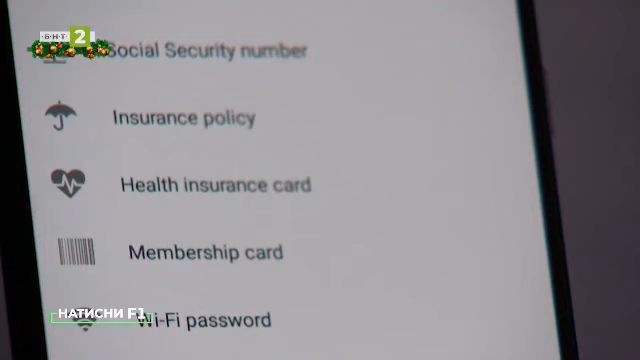 БНТ 2
Social Security number
Insurance policy
Health insurance card
Membership card
НАТИСНИ F1
Wi-Fi password